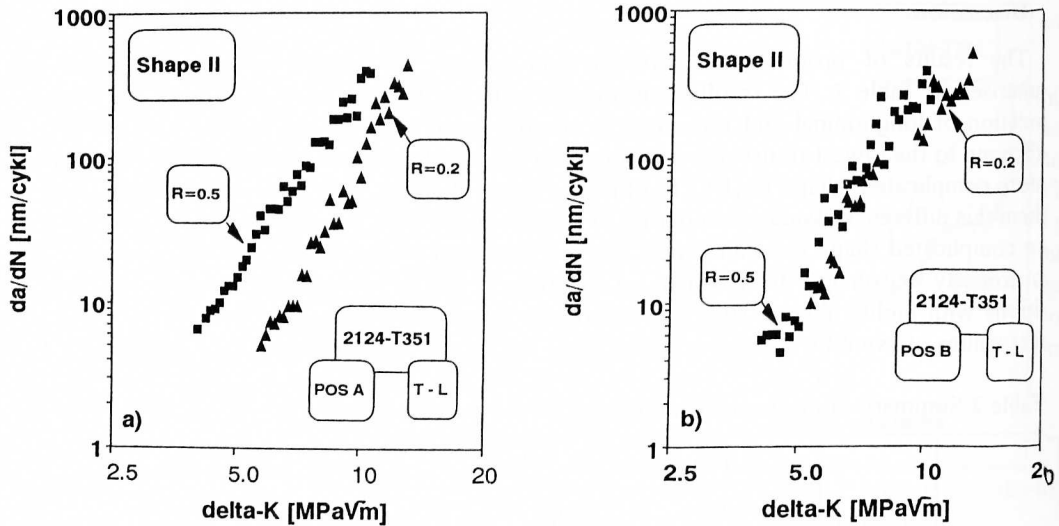 1000
100
10
1
da/dN [nm/cykl]
Shape II
R=0.5
R=0.2
2124-T351
POS A
T - L
a)
2.5
5.0
10
20
delta-K [MPa√m]
1000
100
10
1
da/dN [nm/cykl]
Shape II
R=0.2
R=0.5
2124-T351
POS B
T - L
b)
2.5
5.0
10
20
delta-K [MPa√m]